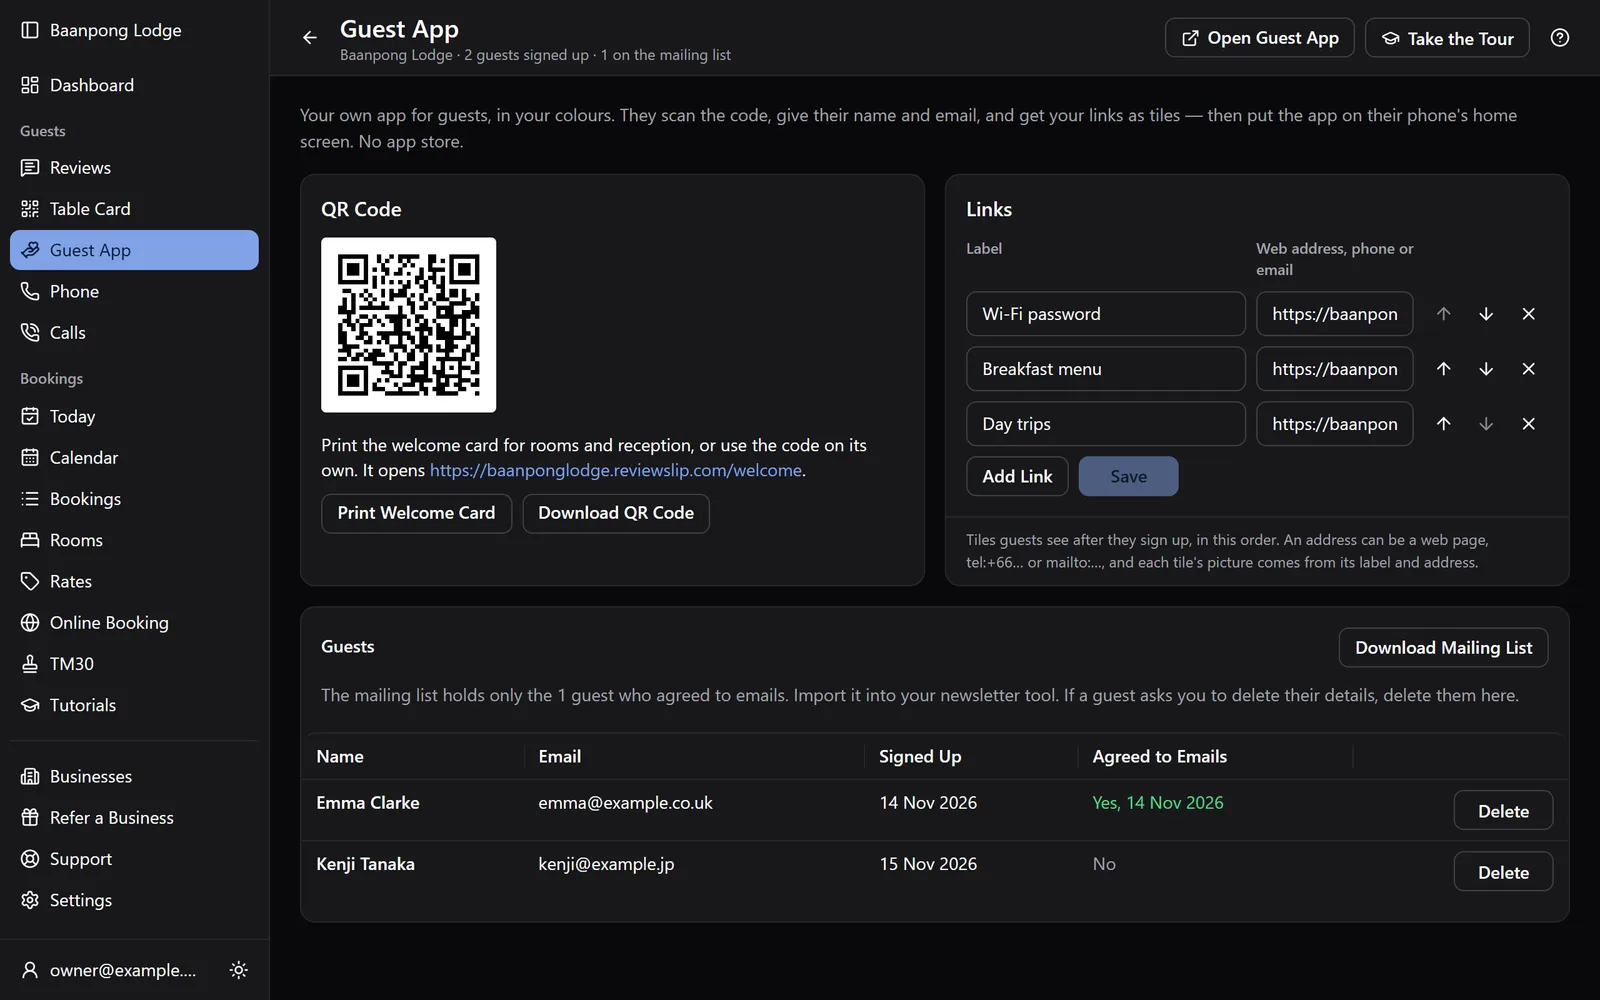 Baanpong Lodge
Dashboard
Guests
Reviews
Table Card
Guest App
Phone
Calls
Bookings
Today
Calendar
Bookings
Rooms
Rates
Online Booking
TM30
Tutorials
Businesses
Refer a Business
Support
Settings
owner@example....
Guest App
Baanpong Lodge · 2 guests signed up · 1 on the mailing list
Open Guest App
Take the Tour
Your own app for guests, in your colours. They scan the code, give their name and email, and get your links as tiles — then put the app on their phone's home
screen. No app store.
QR Code
Print the welcome card for rooms and reception, or use the code on its
own. It opens https://baanponglodge.reviewslip.com/welcome.
Print Welcome Card
Download QR Code
Links
Label
Web address, phone or
email
Wi-Fi password
https://baanpon
Breakfast menu
https://baanpon
Day trips
https://baanpon
Add Link
Save
Tiles guests see after they sign up, in this order. An address can be a web page,
tel:+66... or mailto:..., and each tile's picture comes from its label and address.
Guests
Download Mailing List
The mailing list holds only the 1 guest who agreed to emails. Import it into your newsletter tool. If a guest asks you to delete their details, delete them here.
Name Email Signed Up Agreed to Emails
Emma Clarke emma@example.co.uk 14 Nov 2026 Yes, 14 Nov 2026 Delete
Kenji Tanaka kenji@example.jp 15 Nov 2026 No Delete